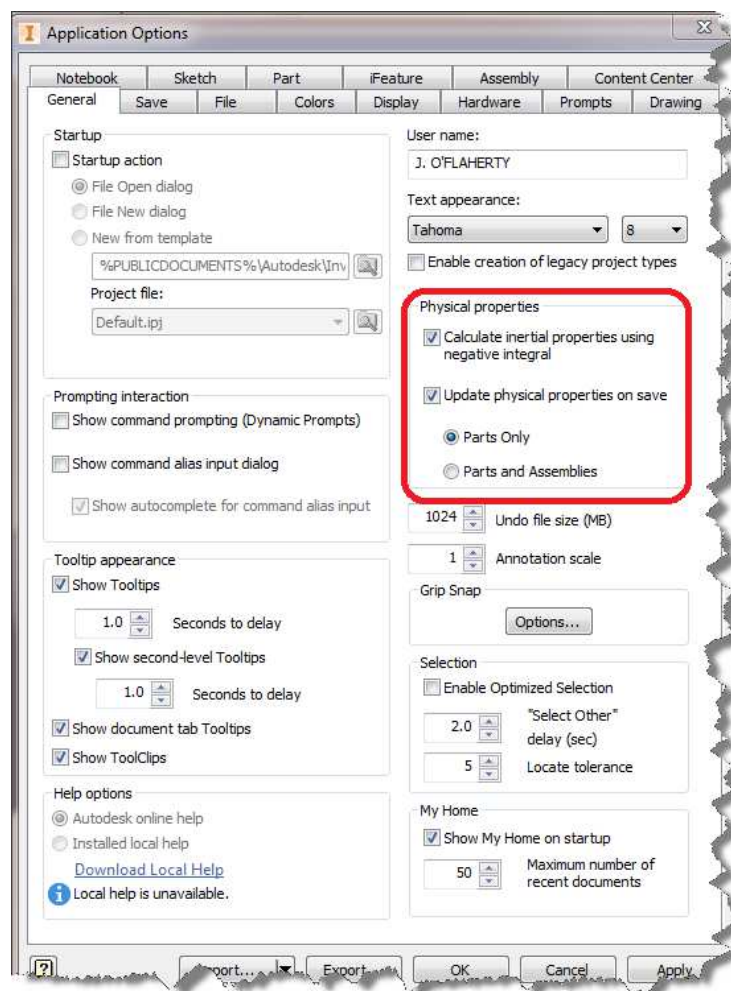 Application Options
Notebook Sketch Part iFeature Assembly Content Center
General Save File Colors Display Hardware Prompts Drawing
Startup
Startup action
File Open dialog
File New dialog
New from template
%PUBLICDOCUMENTS%\Autodesk\Inv
Project file:
Default.ipj
Prompting interaction
Show command prompting (Dynamic Prompts)
Show command alias input dialog
Show autocomplete for command alias input
Tooltip appearance
Show Tooltips
1.0 Seconds to delay
Show second-level Tooltips
1.0 Seconds to delay
Show document tab Tooltips
Show ToolClips
Help options
Autodesk online help
Installed local help
Download Local Help
Local help is unavailable.
User name:
J. O'FLAHERTY
Text appearance:
Tahoma 8
Enable creation of legacy project types
Physical properties
Calculate inertial properties using
negative integral
Update physical properties on save
Parts Only
Parts and Assemblies
1024 Undo file size (MB)
1 Annotation scale
Grip Snap
Options...
Selection
Enable Optimized Selection
2.0 "Select Other"
delay (sec)
5 Locate tolerance
My Home
Show My Home on startup
50 Maximum number of
recent documents
? Import... Export... OK Cancel Apply